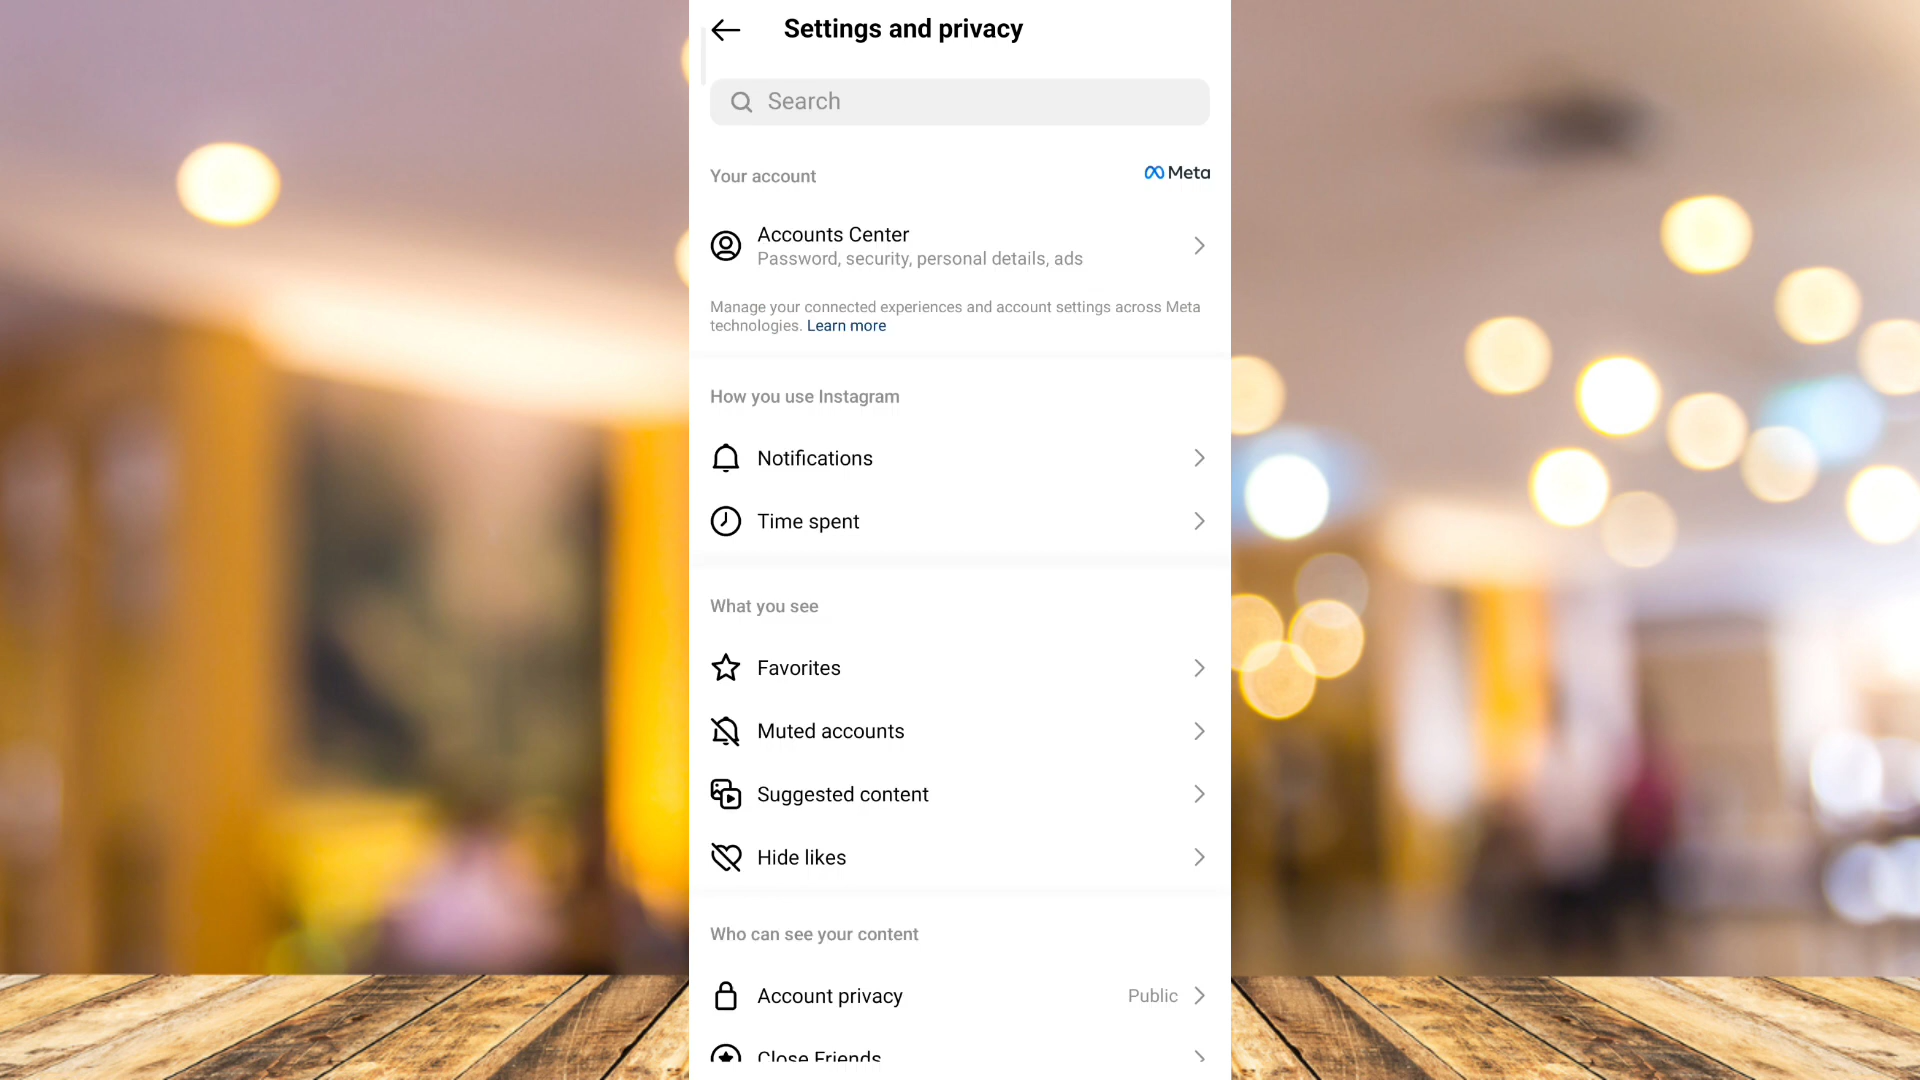 Settings and privacy
Search
Your account
Meta
Accounts Center
Password, security, personal details, ads
Manage your connected experiences and account settings across Meta
technologies. Learn more
How you use Instagram
Notifications
Time spent
What you see
Favorites
Muted accounts
Suggested content
Hide likes
Who can see your content
Account privacy
Public
Close Friends